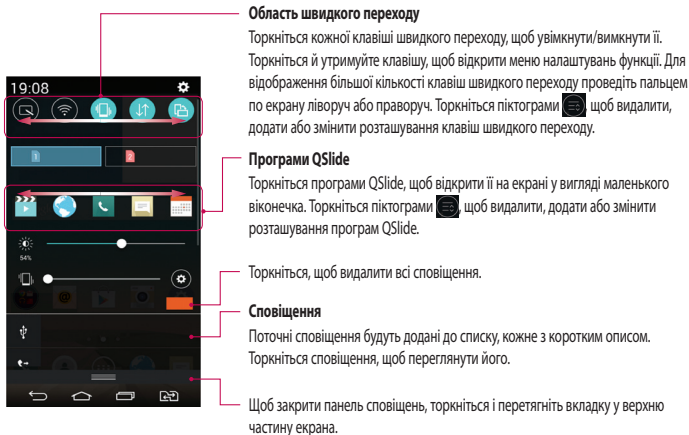 Область швидкого переходу
Торкніться кожної клавіші швидкого переходу, щоб увімкнути/вимкнути її.
Торкніться й утримуйте клавішу, щоб відкрити меню налаштувань функції. Для
відображення більшої кількості клавіш швидкого переходу проведіть пальцем
по екрану ліворуч або праворуч. Торкніться піктограми , щоб видалити,
додати або змінити розташування клавіш швидкого переходу.
19:08
1
2
Програми QSlide
Торкніться програми QSlide, щоб відкрити її на екрані у вигляді маленького
віконечка. Торкніться піктограми , щоб видалити, додати або змінити
розташування програм QSlide.
54%
Торкніться, щоб видалити всі сповіщення.
Сповіщення
Поточні сповіщення будуть додані до списку, кожне з коротким описом.
Торкніться сповіщення, щоб переглянути його.
Щоб закрити панель сповіщень, торкніться і перетягніть вкладку у верхню
частину екрана.